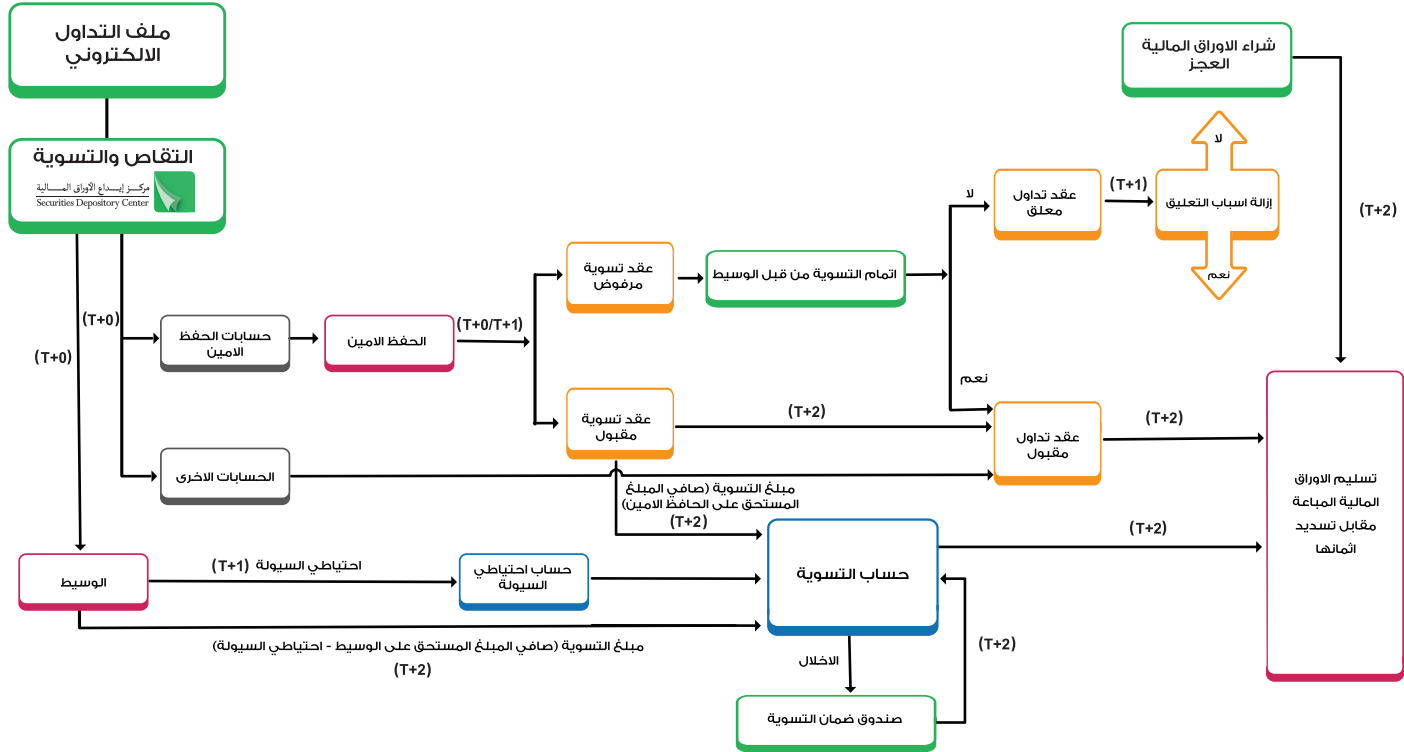 ملف التداول
الالكتروني
التقاص والتسوية
مركز إيداع الأوراق المالية
Securities Depository Center
(T+0)
(T+0)
حسابات الحفظ
الامين
الحفظ الامين
(T+0/T+1)
عقد تسوية
مرفوض
اتمام التسوية من قبل الوسيط
لا
نعم
عقد تداول
معلق
(T+1)
ازالة اسباب التعليق
لا
نعم
شراء الاوراق المالية
العجز
(T+2)
عقد تسوية
مقبول
(T+2)
عقد تداول
مقبول
(T+2)
الحسابات الاخرى
مبلغ التسوية (صافي المبلغ
المستحق على الحافظ الامين)
(T+2)
تسليم الاوراق
المالية المباعة
مقابل تسديد
اثمانها
الوسيط
احتياطي السيولة (T+1)
حساب احتياطي
السيولة
حساب التسوية
(T+2)
مبلغ التسوية (صافي المبلغ المستحق على الوسيط - احتياطي السيولة)
(T+2)
الاخلال
(T+2)
صندوق ضمان التسوية